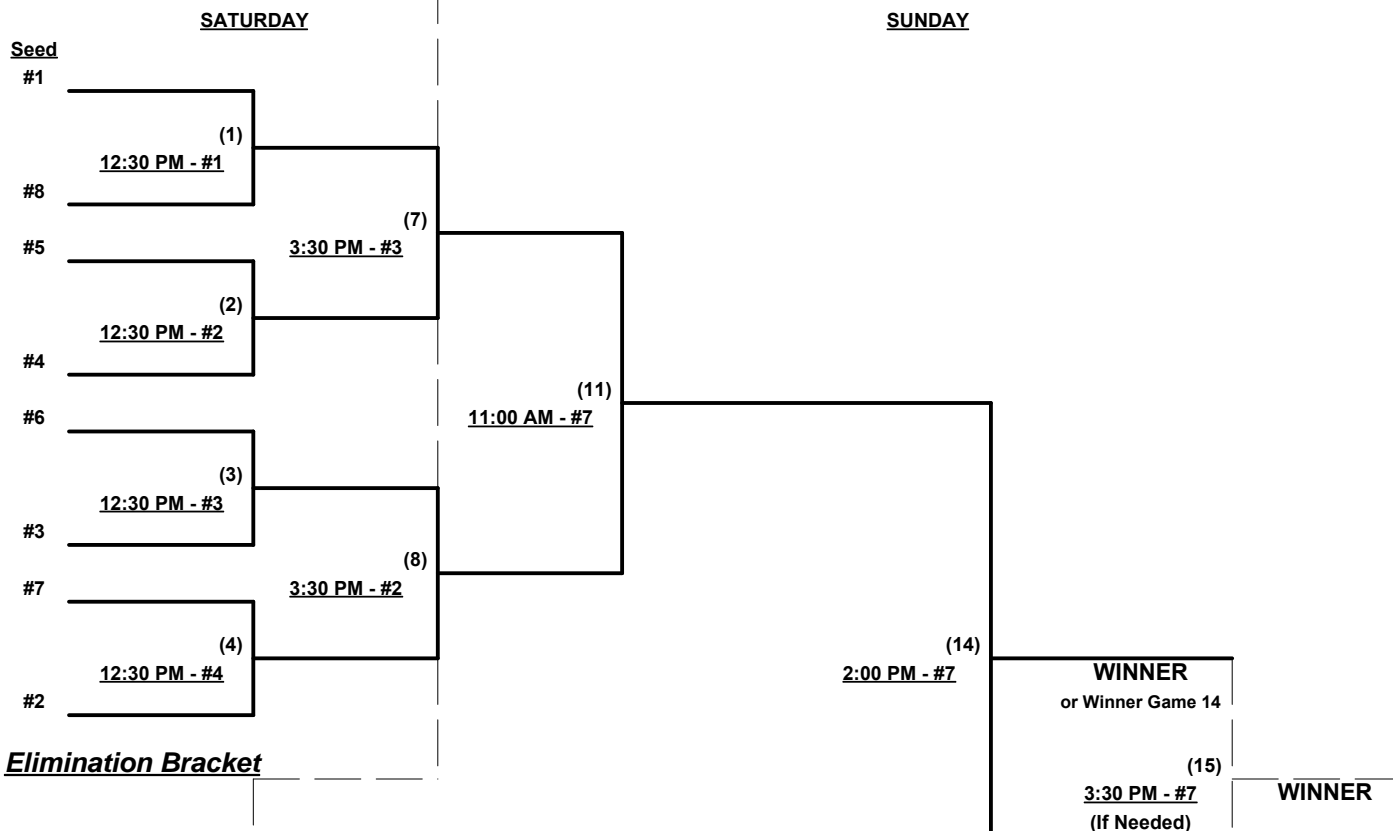 SATURDAY
SUNDAY
Seed
#1
(1)
12:30 PM - #1
#8
(7)
3:30 PM - #3
#5
(2)
12:30 PM - #2
#4
(11)
11:00 AM - #7
#6
(3)
12:30 PM - #3
#3
(8)
3:30 PM - #2
#7
(4)
12:30 PM - #4
#2
(14)
2:00 PM - #7
WINNER
or Winner Game 14
Elimination Bracket
(15)
3:30 PM - #7
(If Needed)
WINNER